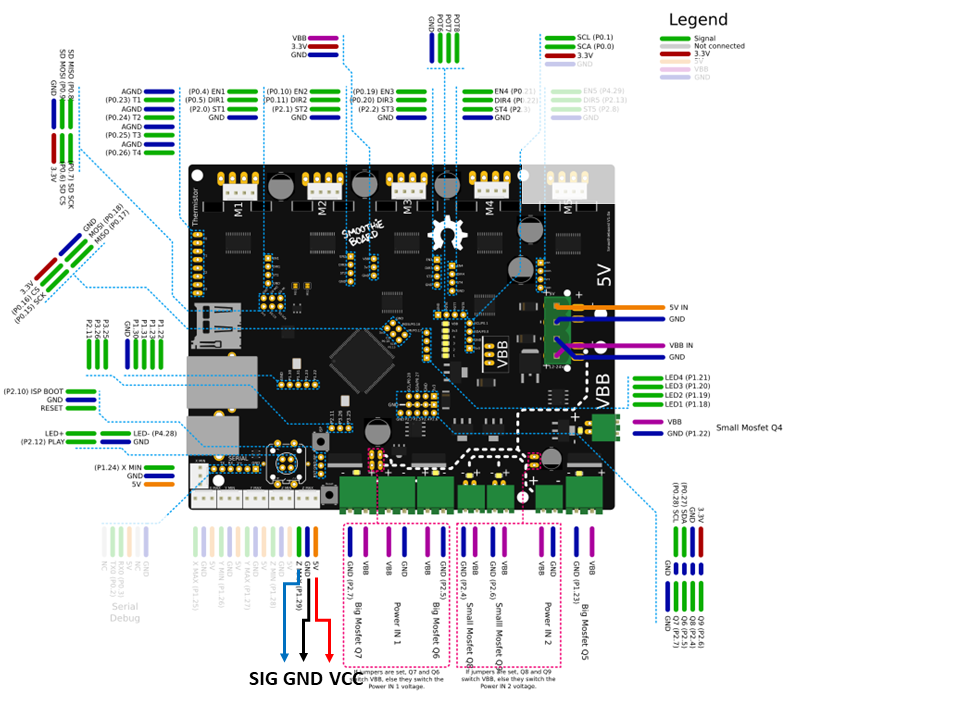 Legend
Signal
Not connected
3.3V
5V
VBB
GND
VBB
3.3V
GND
GND
POT6
POT7
POT8
SCL (P0.1)
SCA (P0.0)
3.3V
GND
GND
SD MOSI (P0.9)
SD MISO (P0.8)
3.3V
(P0.6) SD CS
(P0.7) SD SCK
AGND
(P0.23) T1
AGND
(P0.24) T2
AGND
(P0.25) T3
AGND
(P0.26) T4
(P0.4) EN1
(P0.5) DIR1
(P2.0) ST1
GND
(P0.10) EN2
(P0.11) DIR2
(P2.1) ST2
GND
(P0.19) EN3
(P0.20) DIR3
(P2.2) ST3
GND
EN4 (P0.21)
DIR4 (P0.22)
ST4 (P2.3)
GND
EN5 (P4.29)
DIR5 (P2.13)
ST5 (P2.8)
GND
GND
MOSI (P0.18)
MISO (P0.17)
3.3V
(P0.16) CS
(P0.15) SCK
Thermistor
M1
M2
M3
M4
M5
SMOOTHIE
BOARD
5V
VBB
VBB
5V IN
GND
VBB IN
GND
P2.11
P3.26
P3.25
GND
P1.30
P1.31
P1.23
P1.22
(P2.10) ISP BOOT
GND
RESET
LED+
(P2.12) PLAY
LED- (P4.28)
GND
(P1.24) X MIN
GND
5V
LED4 (P1.21)
LED3 (P1.20)
LED2 (P1.19)
LED1 (P1.18)
VBB
GND (P1.22)
Small Mosfet Q4
SERIAL
(P0.28) SCL
(P0.27) SDA
GND
3.3V
GND
GND
Q7 (P2.7)
Q6 (P2.5)
Q8 (P2.4)
Q9 (P2.6)
NC
TX0 (P0.2)
RX0 (P0.3)
5V
NC
GND
Serial
Debug
X MAX (P1.25)
GND
5V
Y MIN (P1.26)
GND
5V
Y MAX (P1.27)
GND
5V
Z MIN (P1.28)
GND
5V
Z MAX (P1.29)
GND
5V
GND (P2.7)
VBB
Big Mosfet Q7
VBB
GND
Power IN 1
VBB
GND (P2.5)
Big Mosfet Q6
GND (P2.4)
VBB
Small Mosfet Q8
GND (P2.6)
VBB
Smalll Mosfet Q9
VBB
GND
Power IN 2
GND (P1.23)
VBB
Big Mosfet Q5
If jumpers are set, Q7 and Q6
switch VBB, else they switch the
Power IN 1 voltage.
If jumpers are set, Q8 and Q9
switch VBB, else they switch the
Power IN 2 voltage.
SIG GND VCC